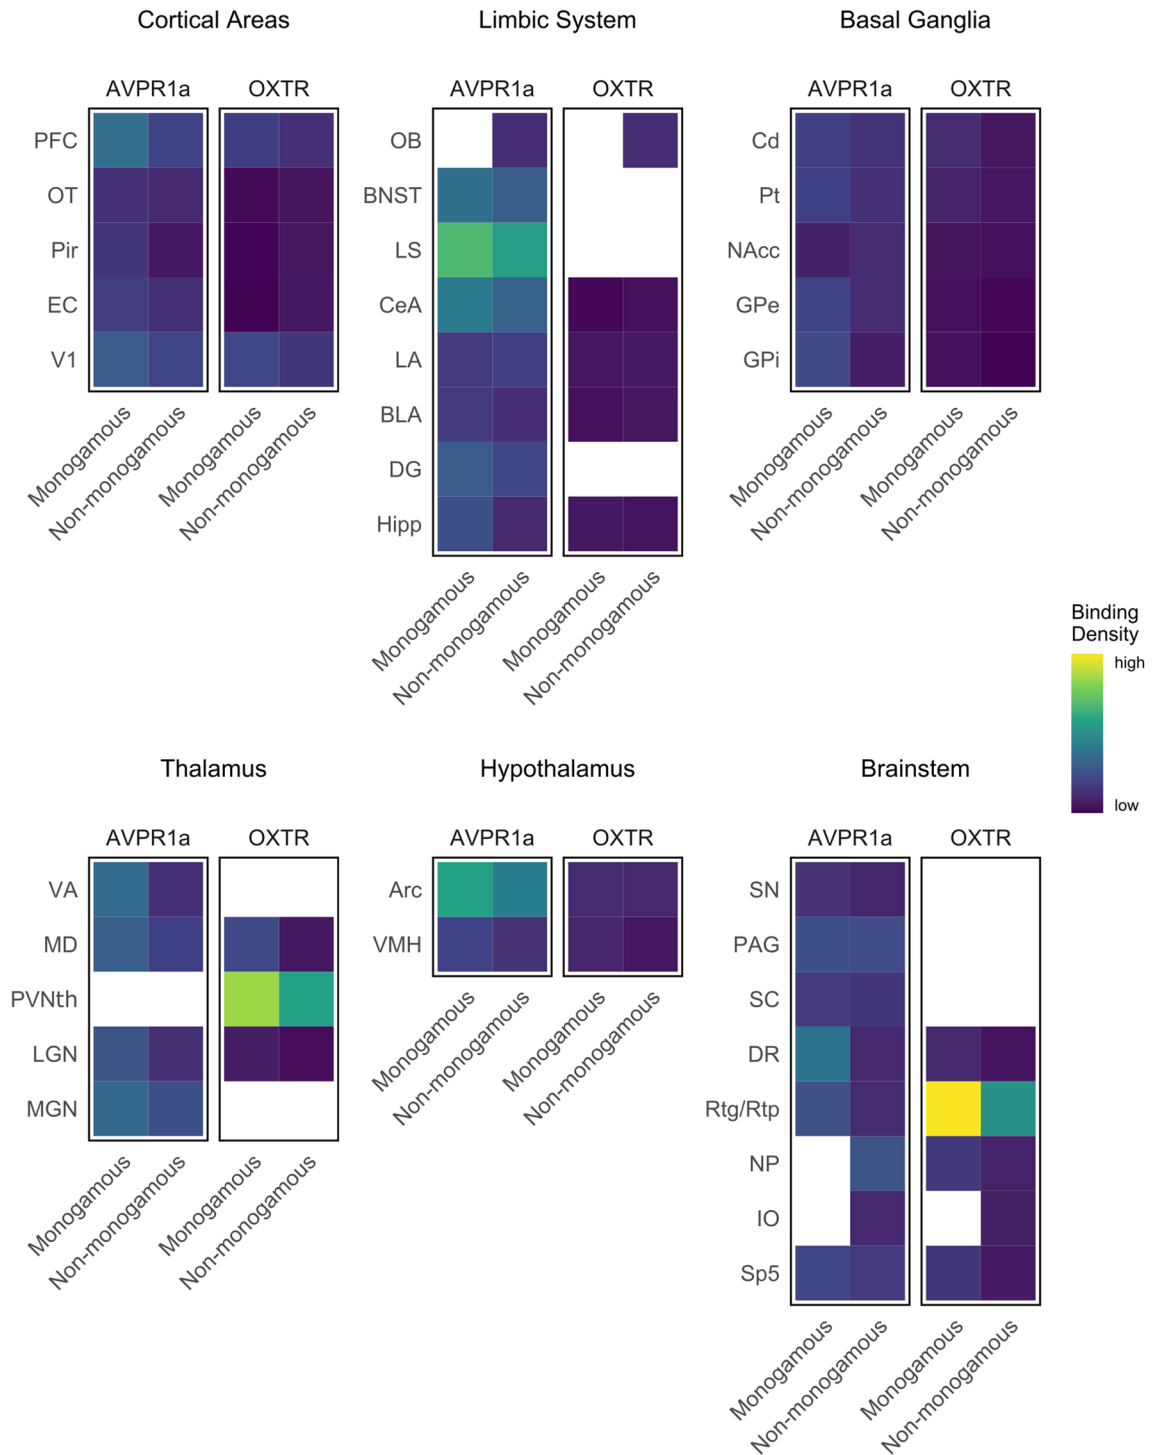 Cortical Areas
Limbic System
Basal Ganglia
AVPR1a OXTR
AVPR1a OXTR
AVPR1a OXTR
PFC
OT
Pir
EC
V1
Monogamous
Non-monogamous
Monogamous
Non-monogamous
OB
BNST
LS
CeA
LA
BLA
DG
Hipp
Monogamous
Non-monogamous
Monogamous
Non-monogamous
Cd
Pt
NAcc
GPe
GPi
Monogamous
Non-monogamous
Monogamous
Non-monogamous
Binding
Density
high
low
Thalamus
Hypothalamus
Brainstem
AVPR1a OXTR
AVPR1a OXTR
AVPR1a OXTR
VA
MD
PVNth
LGN
MGN
Monogamous
Non-monogamous
Monogamous
Non-monogamous
Arc
VMH
Monogamous
Non-monogamous
Monogamous
Non-monogamous
SN
PAG
SC
DR
Rtg/Rtp
NP
IO
Sp5
Monogamous
Non-monogamous
Monogamous
Non-monogamous